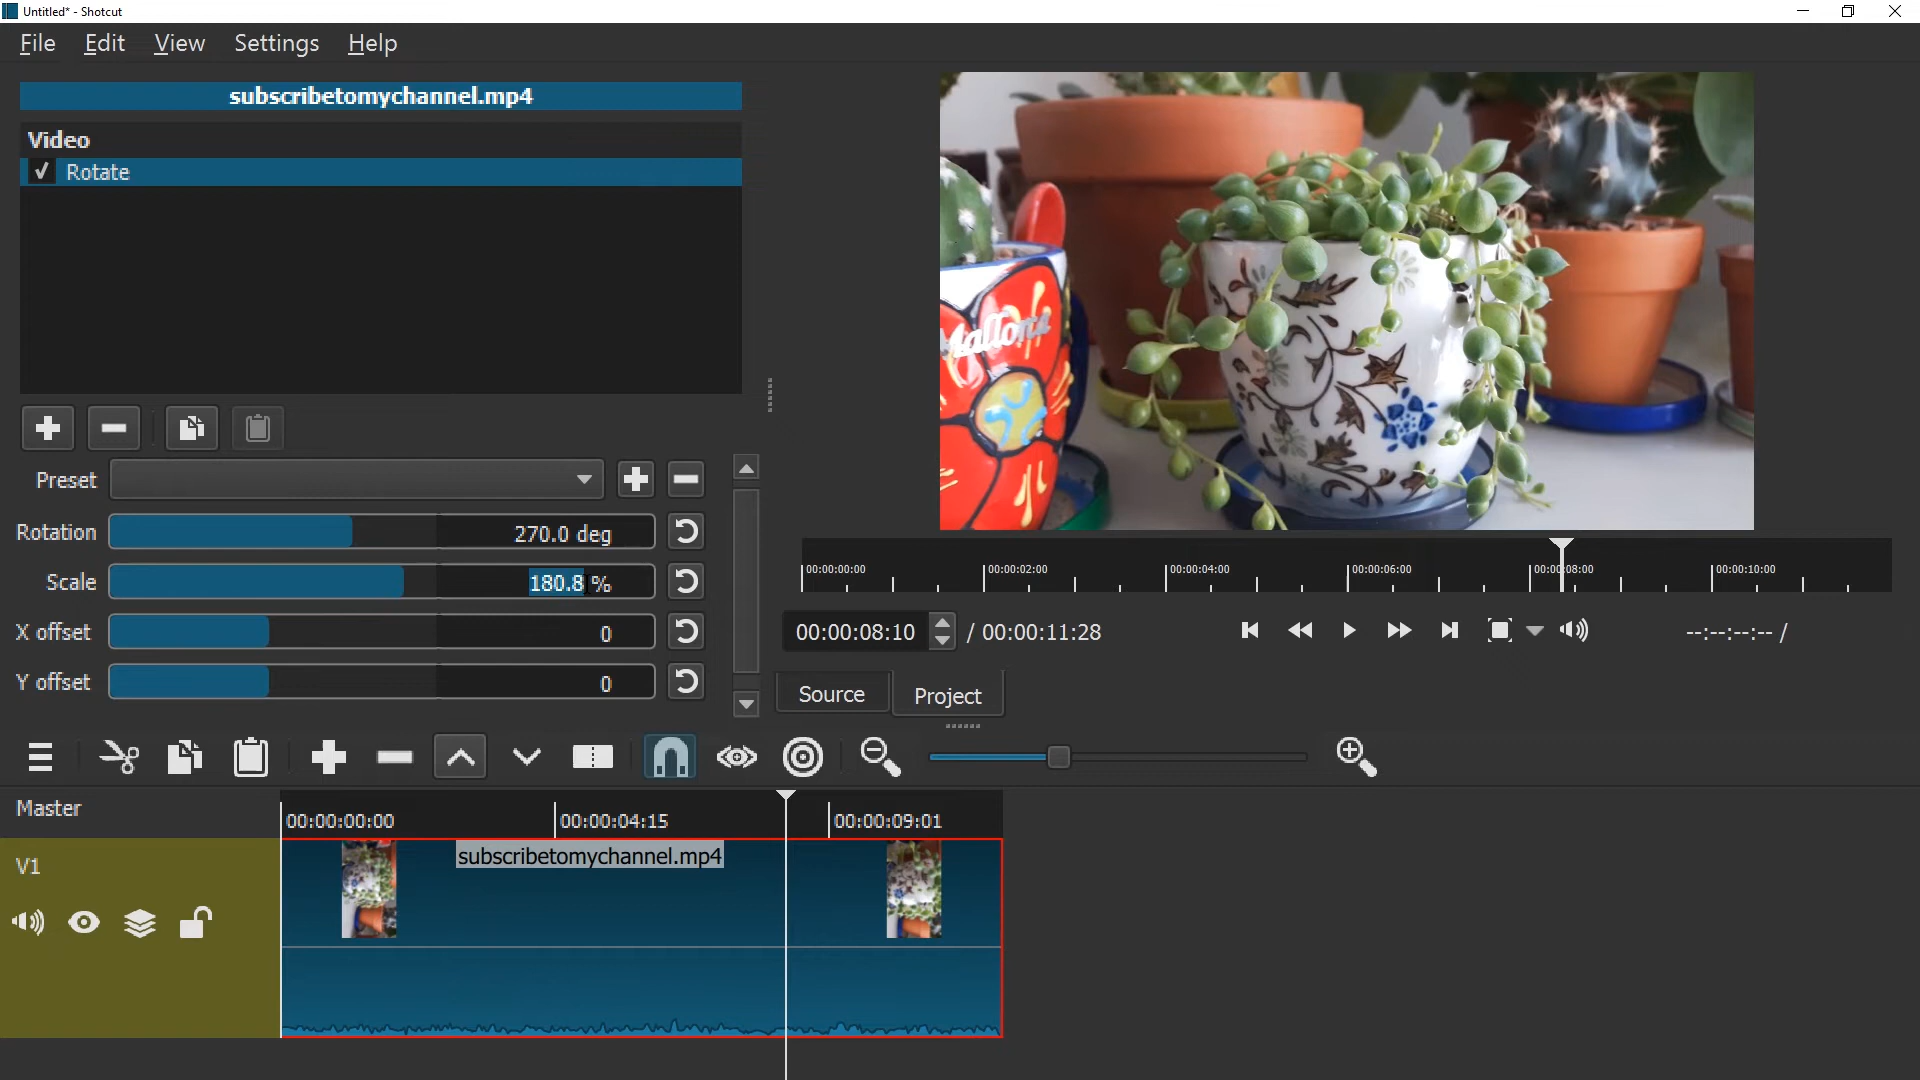 Untitled* - Shotcut
File Edit View Settings Help
subscribetomychannel.mp4
Video
Rotate
Preset
Rotation 270.0 deg
Scale 180.8 %
X offset 0
Y offset 0
Mallorca
00:00:00:00 00:00:02:00 00:00:04:00 00:00:06:00 00:00:08:00 00:00:10:00
00:00:08:10 / 00:00:11:28 --:--:--:-- /
Source Project
Master
00:00:00:00 00:00:04:15 00:00:09:01
V1
subscribetomychannel.mp4